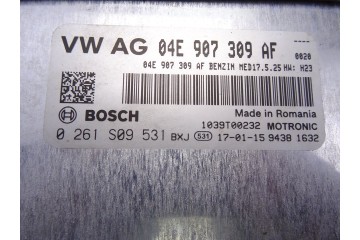 VW AG 04E 907 309 AF 0020
04E 907 309 AF BENZIN MED17.5.25 HW: H23
BOSCH Made in Romania
1039T00232 MOTRONIC
0 261 S09 531 BXJ 531 17-01-15 9438 1632